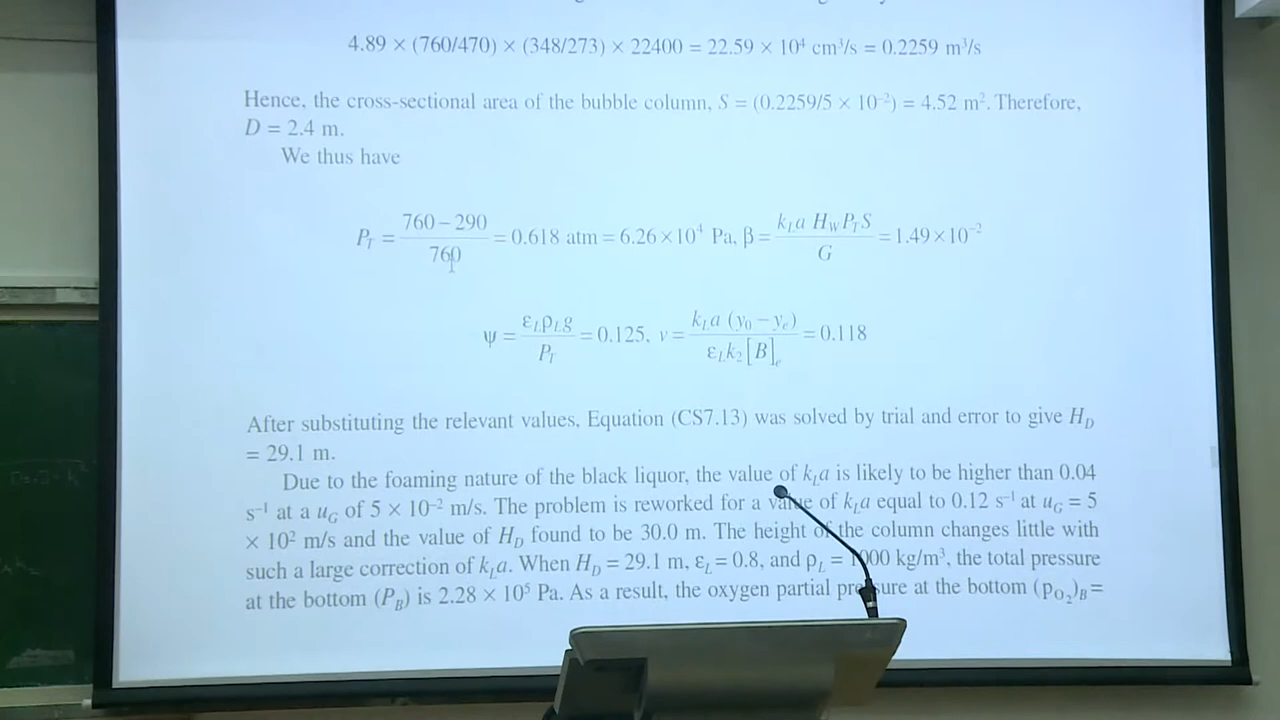 4.89 × (760/470) × (348/273) × 22400 = 22.59 × 10⁴ cm³/s = 0.2259 m³/s
Hence, the cross-sectional area of the bubble column, S = (0.2259/5 × 10⁻²) = 4.52 m². Therefore,
D = 2.4 m.
We thus have
P_T = (760 – 290)/760 = 0.618 atm = 6.26 × 10⁴ Pa, β = (k_L a H_W P_T S)/G = 1.49 × 10⁻²
ψ = (ε_L ρ_L g)/P_T = 0.125, ν = (k_L a (y₀ – y_e))/(ε_L k₂[B]_e) = 0.118
After substituting the relevant values, Equation (CS7.13) was solved by trial and error to give H_D
= 29.1 m.
Due to the foaming nature of the black liquor, the value of k_L a is likely to be higher than 0.04
s⁻¹ at a u_G of 5 × 10⁻² m/s. The problem is reworked for a value of k_L a equal to 0.12 s⁻¹ at u_G = 5
× 10² m/s and the value of H_D found to be 30.0 m. The height of the column changes little with
such a large correction of k_L a. When H_D = 29.1 m, ε_L = 0.8, and ρ_L = 1000 kg/m³, the total pressure
at the bottom (P_B) is 2.28 × 10⁵ Pa. As a result, the oxygen partial pressure at the bottom (p_O₂)_B =